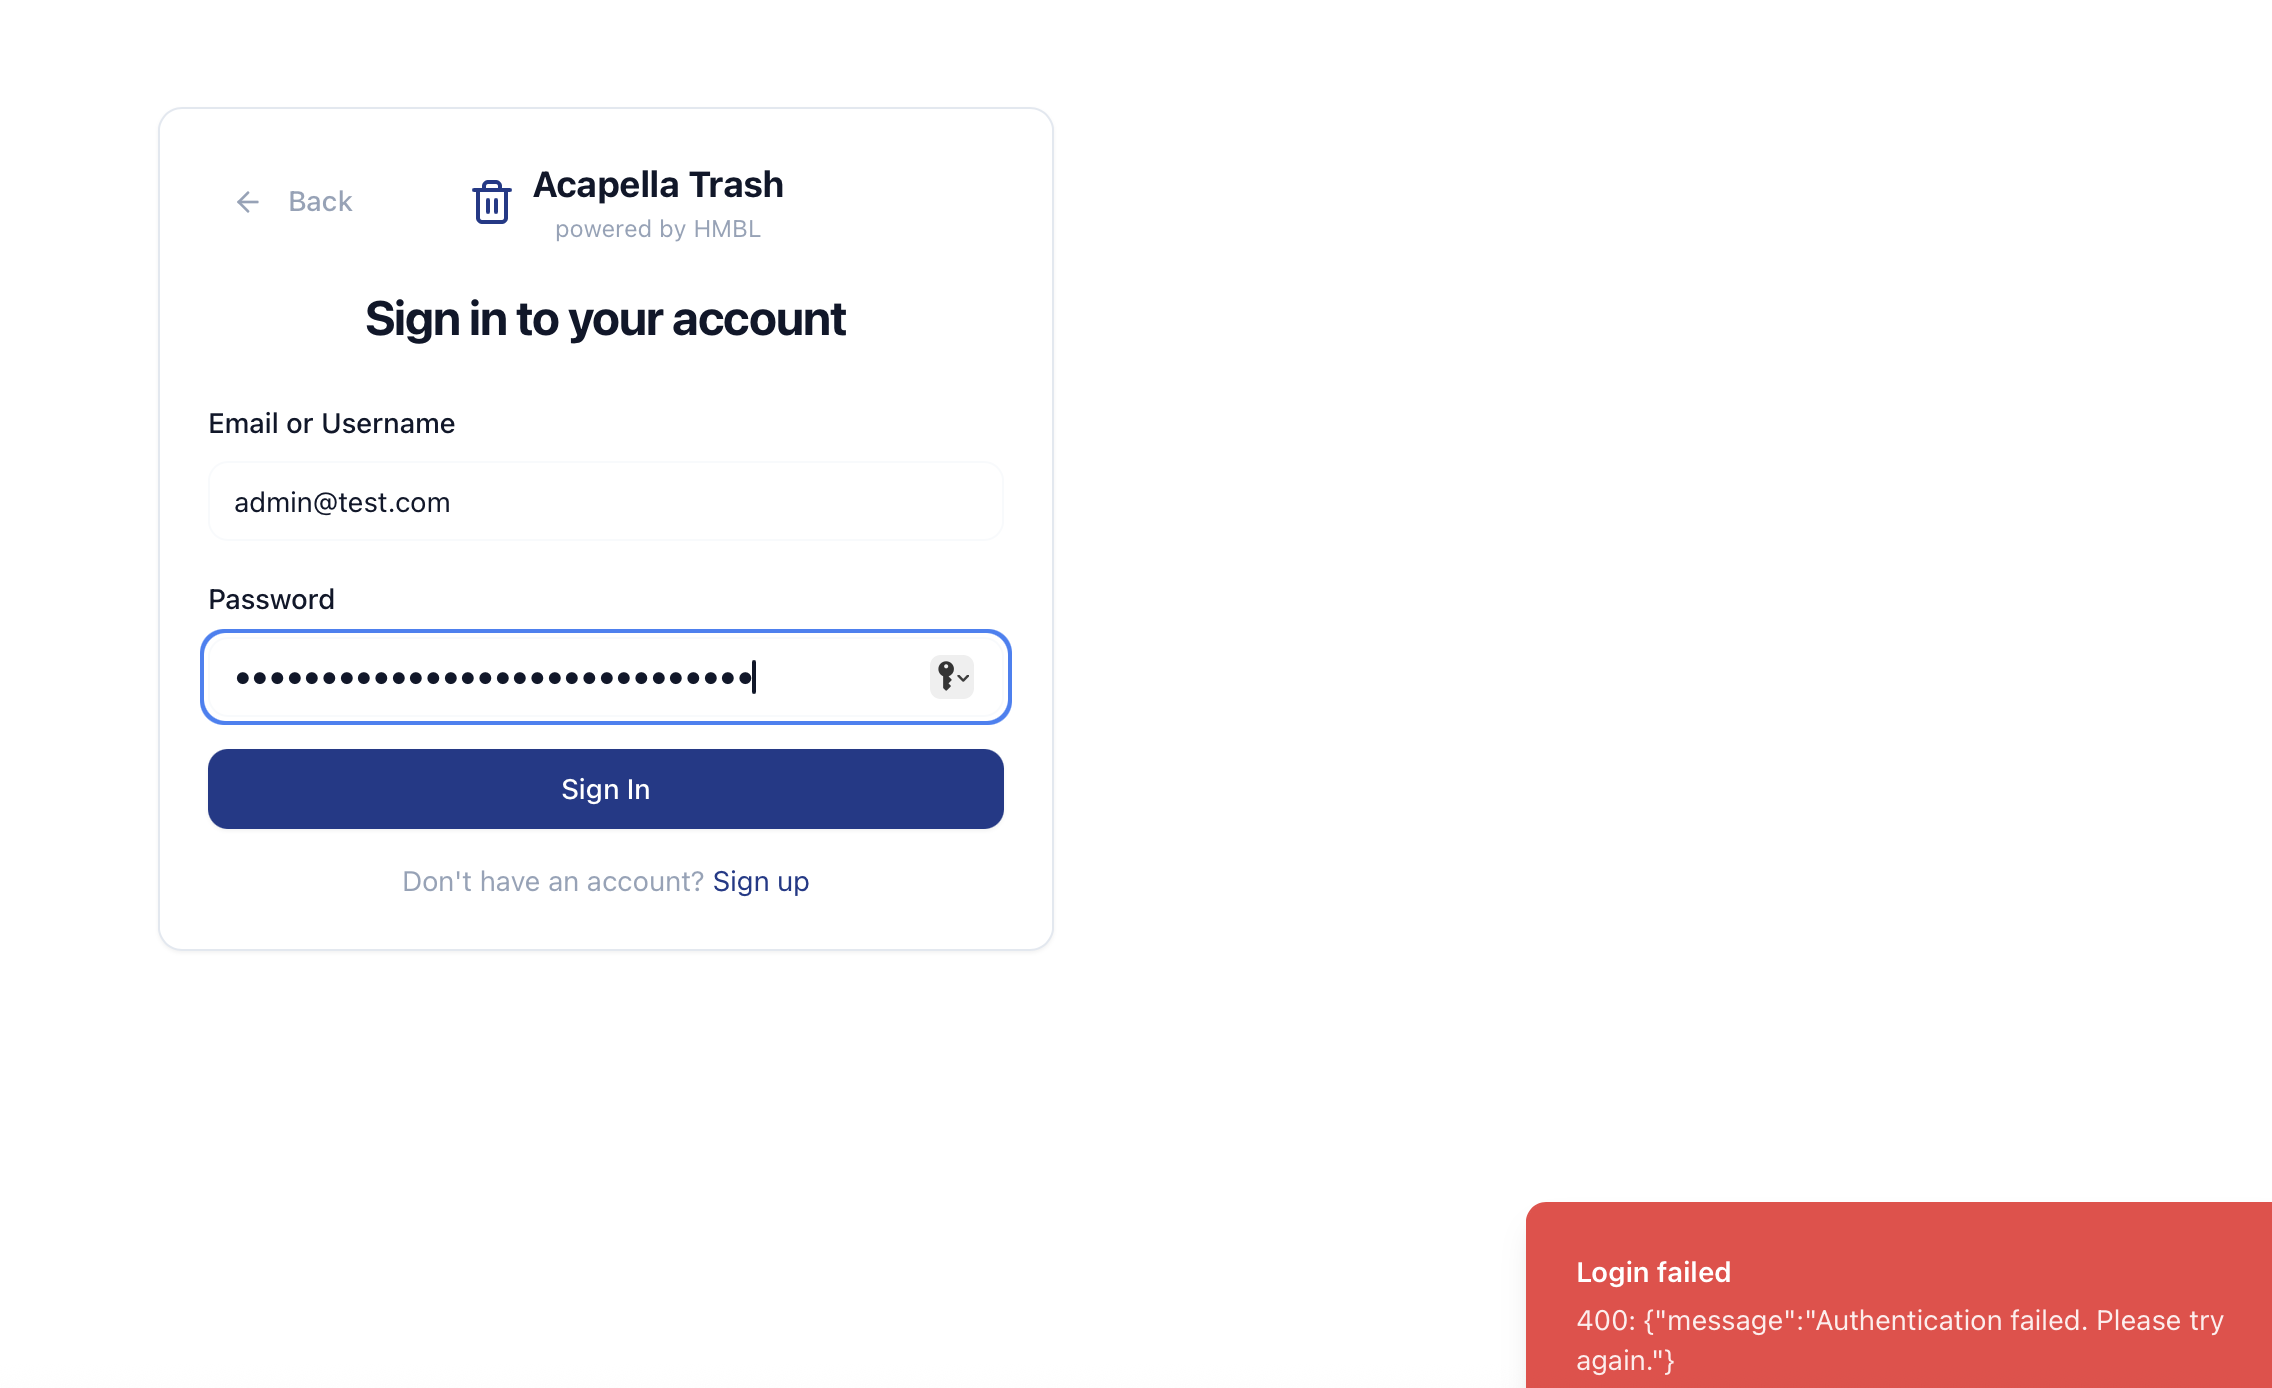 Back
Acapella Trash
powered by HMBL
Sign in to your account
Email or Username
admin@test.com
Password
••••••••••••••••••••••••••••••
Sign In
Don't have an account? Sign up
Login failed
400: {"message":"Authentication failed. Please try
again."}